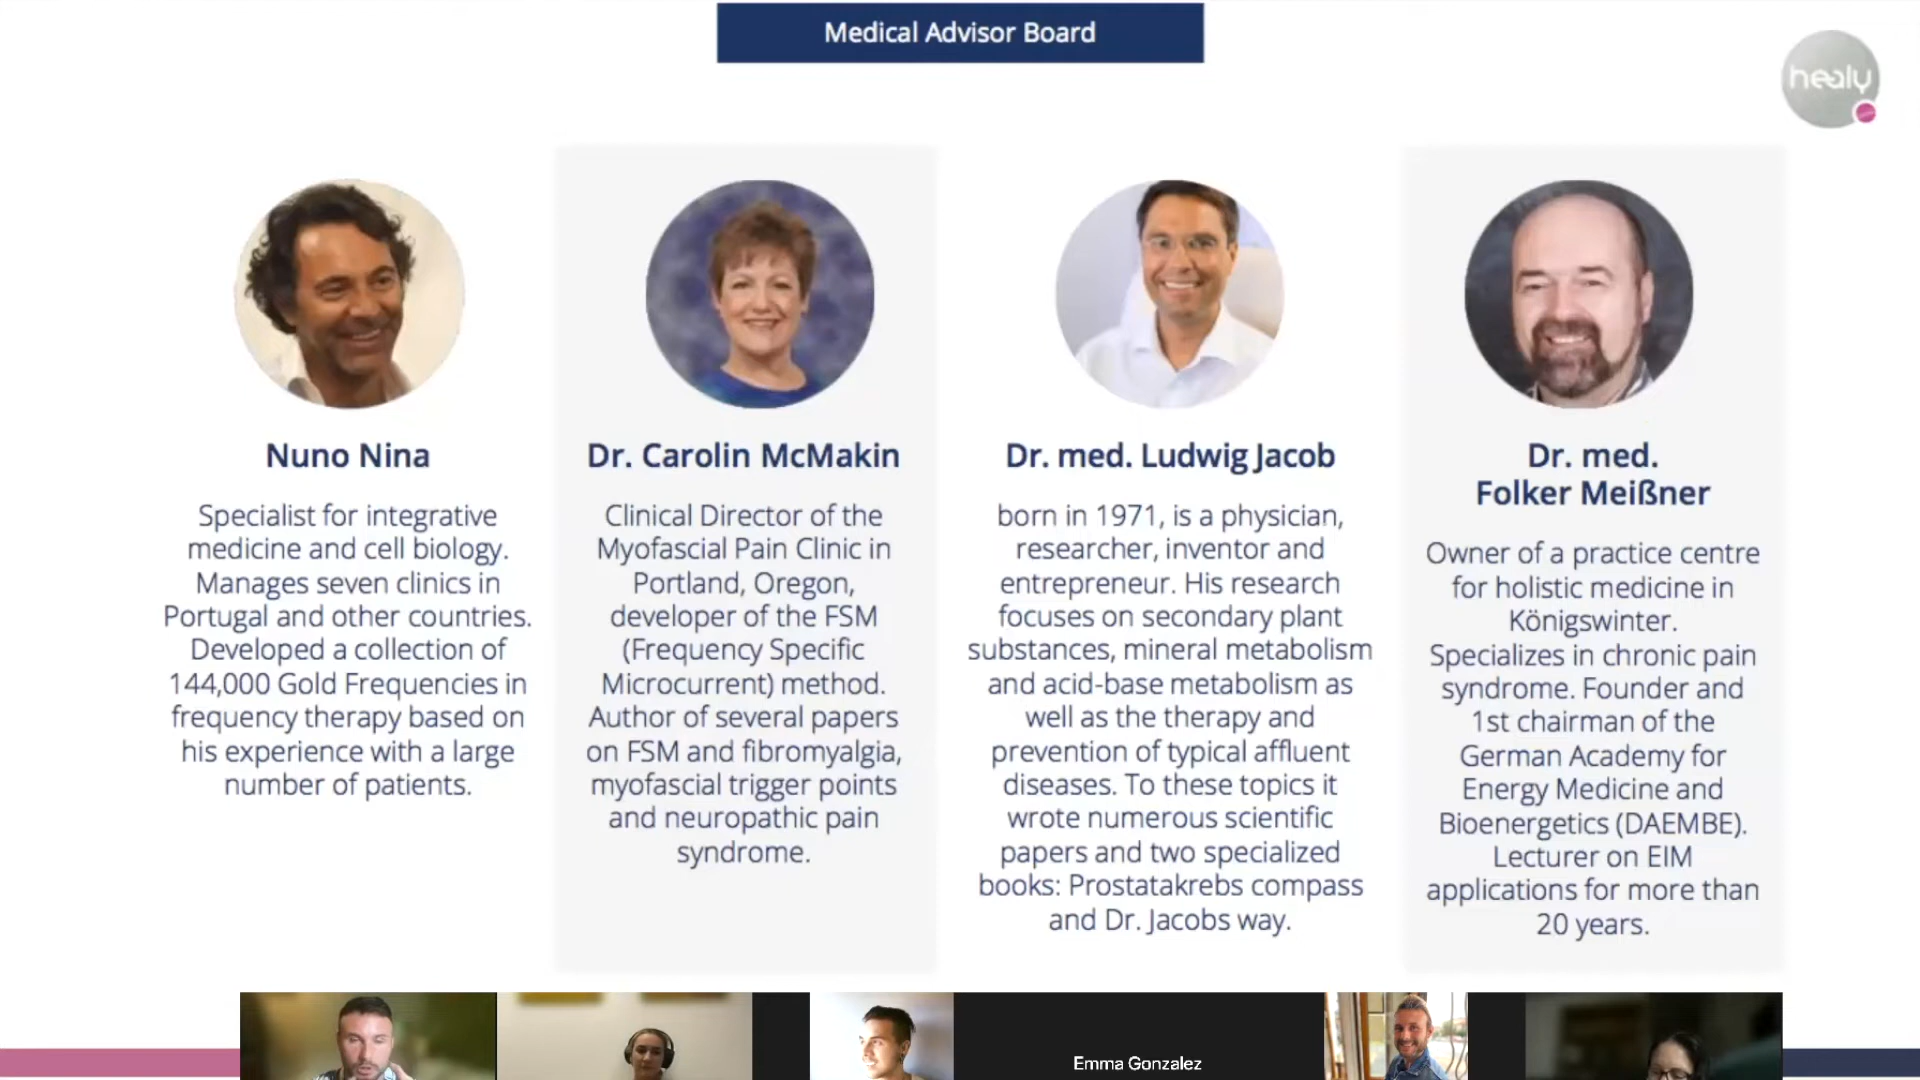 Medical Advisor Board
healy
Nuno Nina
Specialist for integrative
medicine and cell biology.
Manages seven clinics in
Portugal and other countries.
Developed a collection of
144,000 Gold Frequencies in
frequency therapy based on
his experience with a large
number of patients.
Dr. Carolin McMakin
Clinical Director of the
Myofascial Pain Clinic in
Portland, Oregon,
developer of the FSM
(Frequency Specific
Microcurrent) method.
Author of several papers
on FSM and fibromyalgia,
myofascial trigger points
and neuropathic pain
syndrome.
Dr. med. Ludwig Jacob
born in 1971, is a physician,
researcher, inventor and
entrepreneur. His research
focuses on secondary plant
substances, mineral metabolism
and acid-base metabolism as
well as the therapy and
prevention of typical affluent
diseases. To these topics it
wrote numerous scientific
papers and two specialized
books: Prostatakrebs compass
and Dr. Jacobs way.
Dr. med.
Folker Meißner
Owner of a practice centre
for holistic medicine in
Königswinter.
Specializes in chronic pain
syndrome. Founder and
1st chairman of the
German Academy for
Energy Medicine and
Bioenergetics (DAEMBE).
Lecturer on EIM
applications for more than
20 years.
Emma Gonzalez